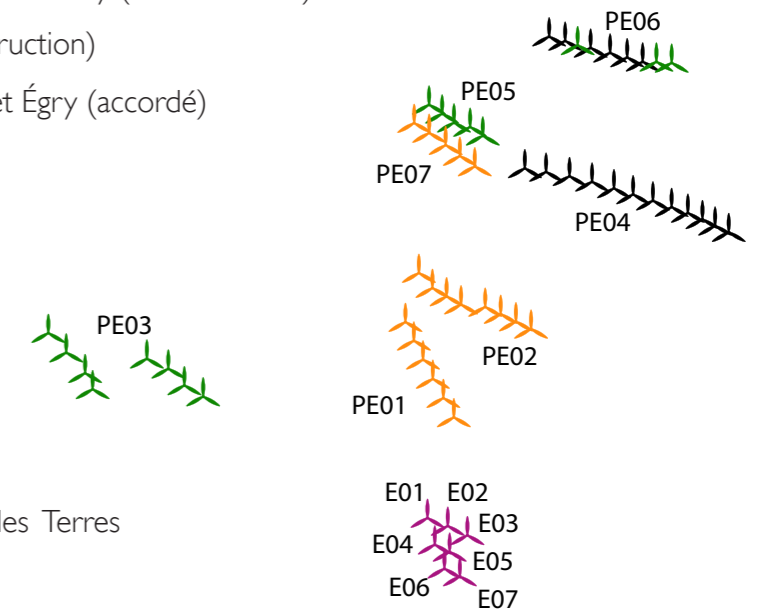 PE06
ruction)
PE05
et Égry (accordé)
PE07
PE04
PE03
PE02
PE01
E01 E02
des Terres
E03
E04
E05
E06
E07